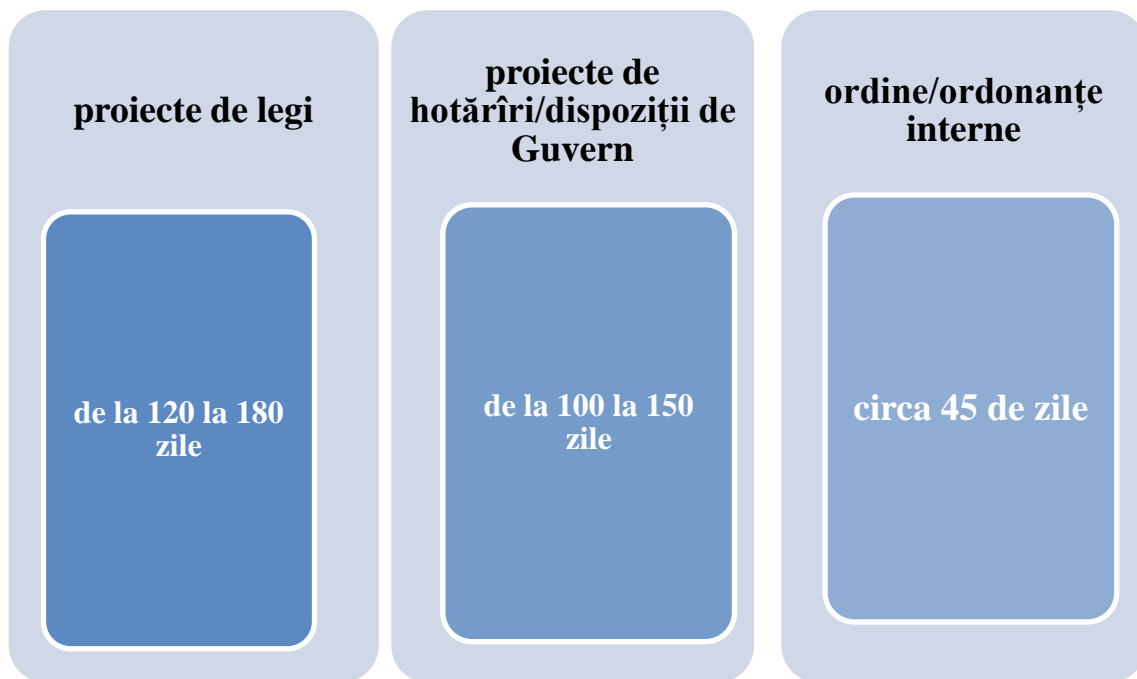 proiecte de legi
de la 120 la 180
zile
proiecte de
hotărîri/dispoziții de
Guvern
de la 100 la 150
zile
ordine/ordonanțe
interne
circa 45 de zile